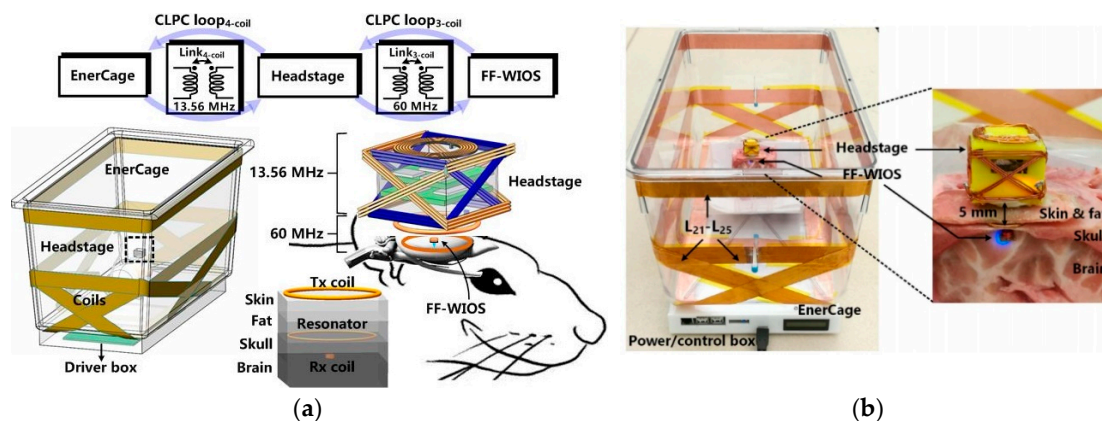 CLPC loop4-coil
CLPC loop3-coil
EnerCage
Link4-coil
13.56 MHz
Headstage
Link3-coil
60 MHz
FF-WIOS
EnerCage
Headstage
Coils
Driver box
13.56 MHz
60 MHz
Headstage
FF-WIOS
Tx coil
Skin
Fat
Resonator
Skull
Brain
Rx coil
(a)
Headstage
FF-WIOS
L21-L25
EnerCage
Power/control box
5 mm
Skin & fa
Skul
Brai
(b)